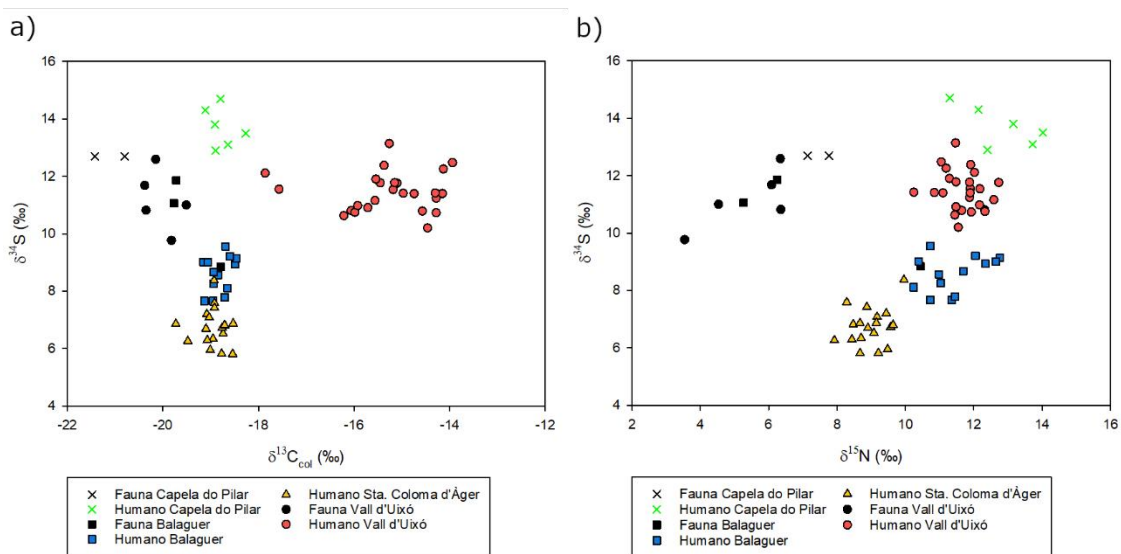 a)
16
14
12
10
8
6
4
δ34S (‰)
-22 -20 -18 -16 -14 -12
δ13Ccol (‰)
Fauna Capela do Pilar
Humano Capela do Pilar
Fauna Balaguer
Humano Balaguer
Humano Sta. Coloma d'Àger
Fauna Vall d'Uixó
Humano Vall d'Uixó
b)
16
14
12
10
8
6
4
δ34S (‰)
2 4 6 8 10 12 14 16
δ15N (‰)
Fauna Capela do Pilar
Humano Capela do Pilar
Fauna Balaguer
Humano Balaguer
Humano Sta. Coloma d'Àger
Fauna Vall d'Uixó
Humano Vall d'Uixó